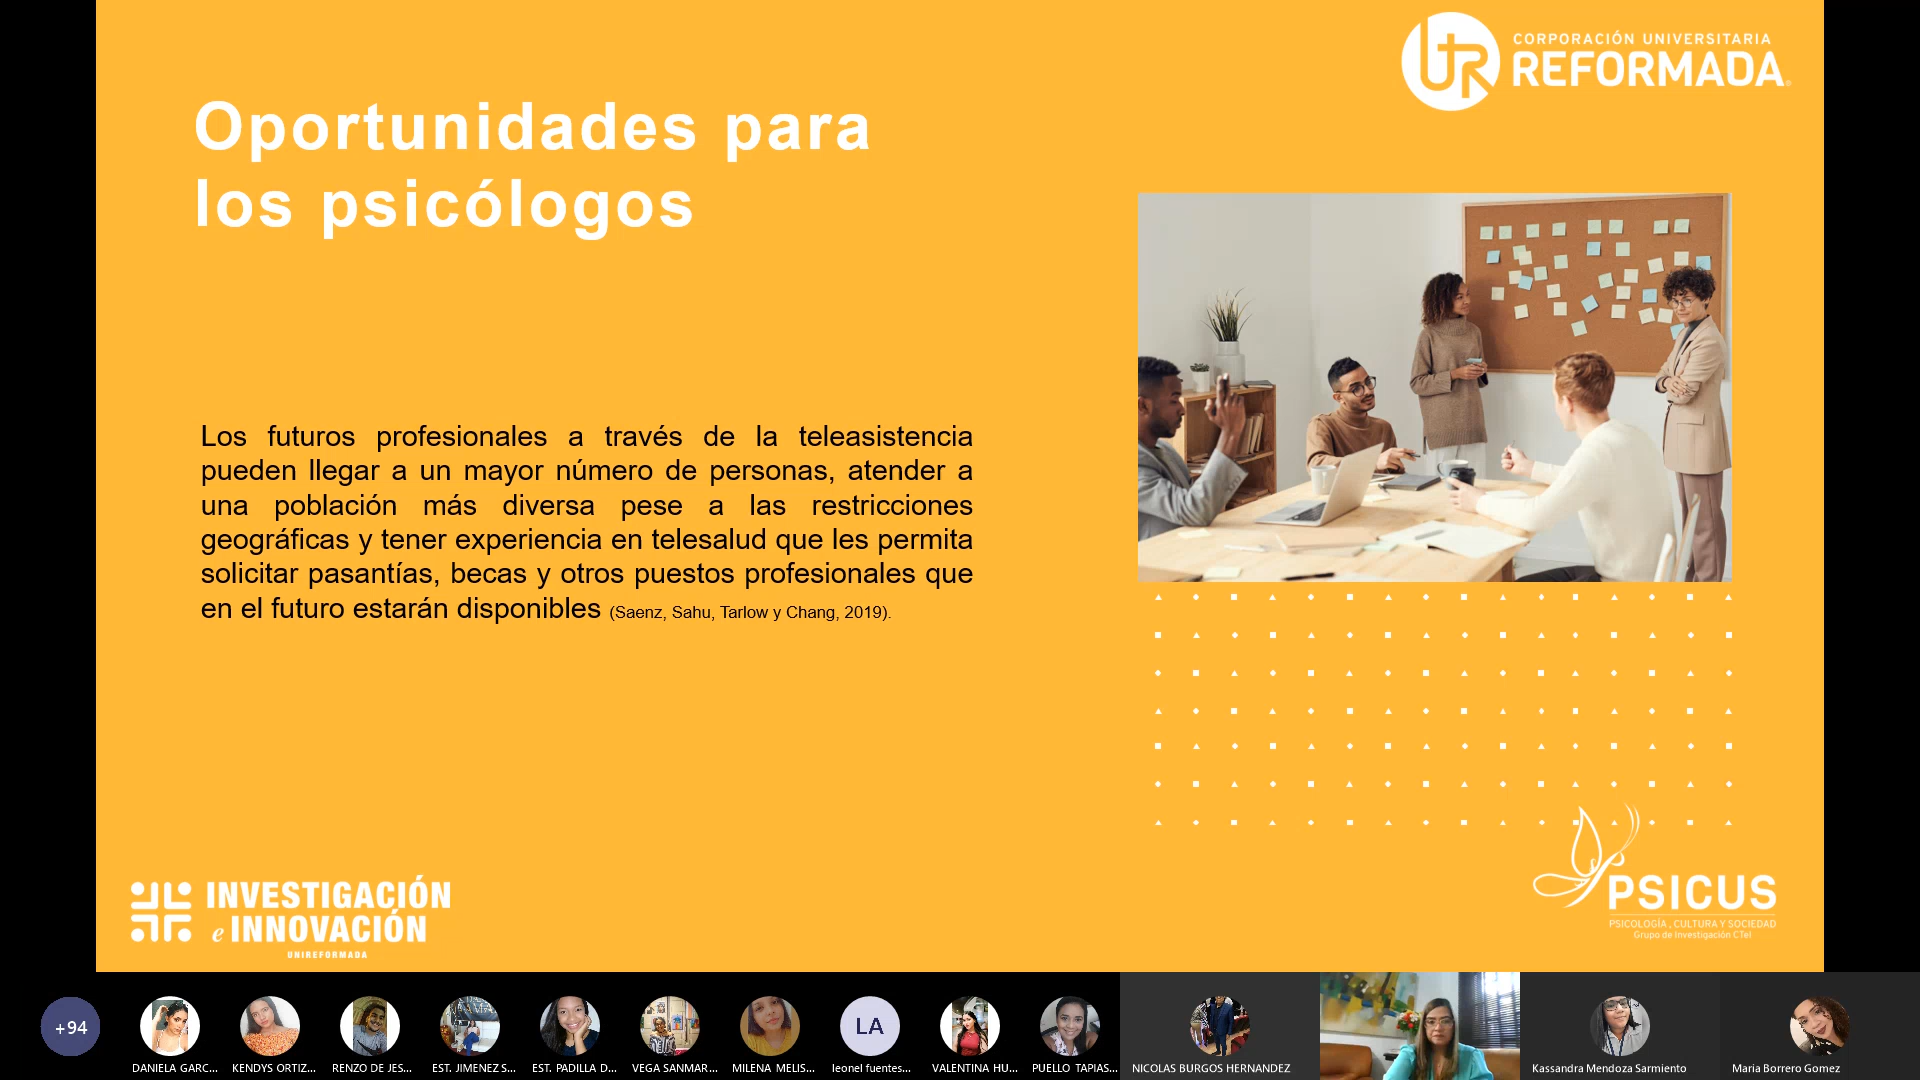 CORPORACIÓN UNIVERSITARIA
REFORMADA
Oportunidades para
los psicólogos
Los futuros profesionales a través de la teleasistencia
pueden llegar a un mayor número de personas, atender a
una población más diversa pese a las restricciones
geográficas y tener experiencia en telesalud que les permita
solicitar pasantías, becas y otros puestos profesionales que
en el futuro estarán disponibles (Saenz, Sahu, Tarlow y Chang, 2019).
INVESTIGACIÓN
e INNOVACIÓN
UNIREFORMADA
PSICUS
PSICOLOGÍA, CULTURA Y SOCIEDAD
Grupo de Investigación CTeI
+94
LA
DANIELA GARC... KENDYS ORTIZ... RENZO DE JES... EST. JIMENEZ S... EST. PADILLA D... VEGA SANMAR... MILENA MELIS... leonel fuentes... VALENTINA HU... PUELLO TAPIAS... NICOLAS BURGOS HERNANDEZ Kassandra Mendoza Sarmiento Maria Borrero Gomez